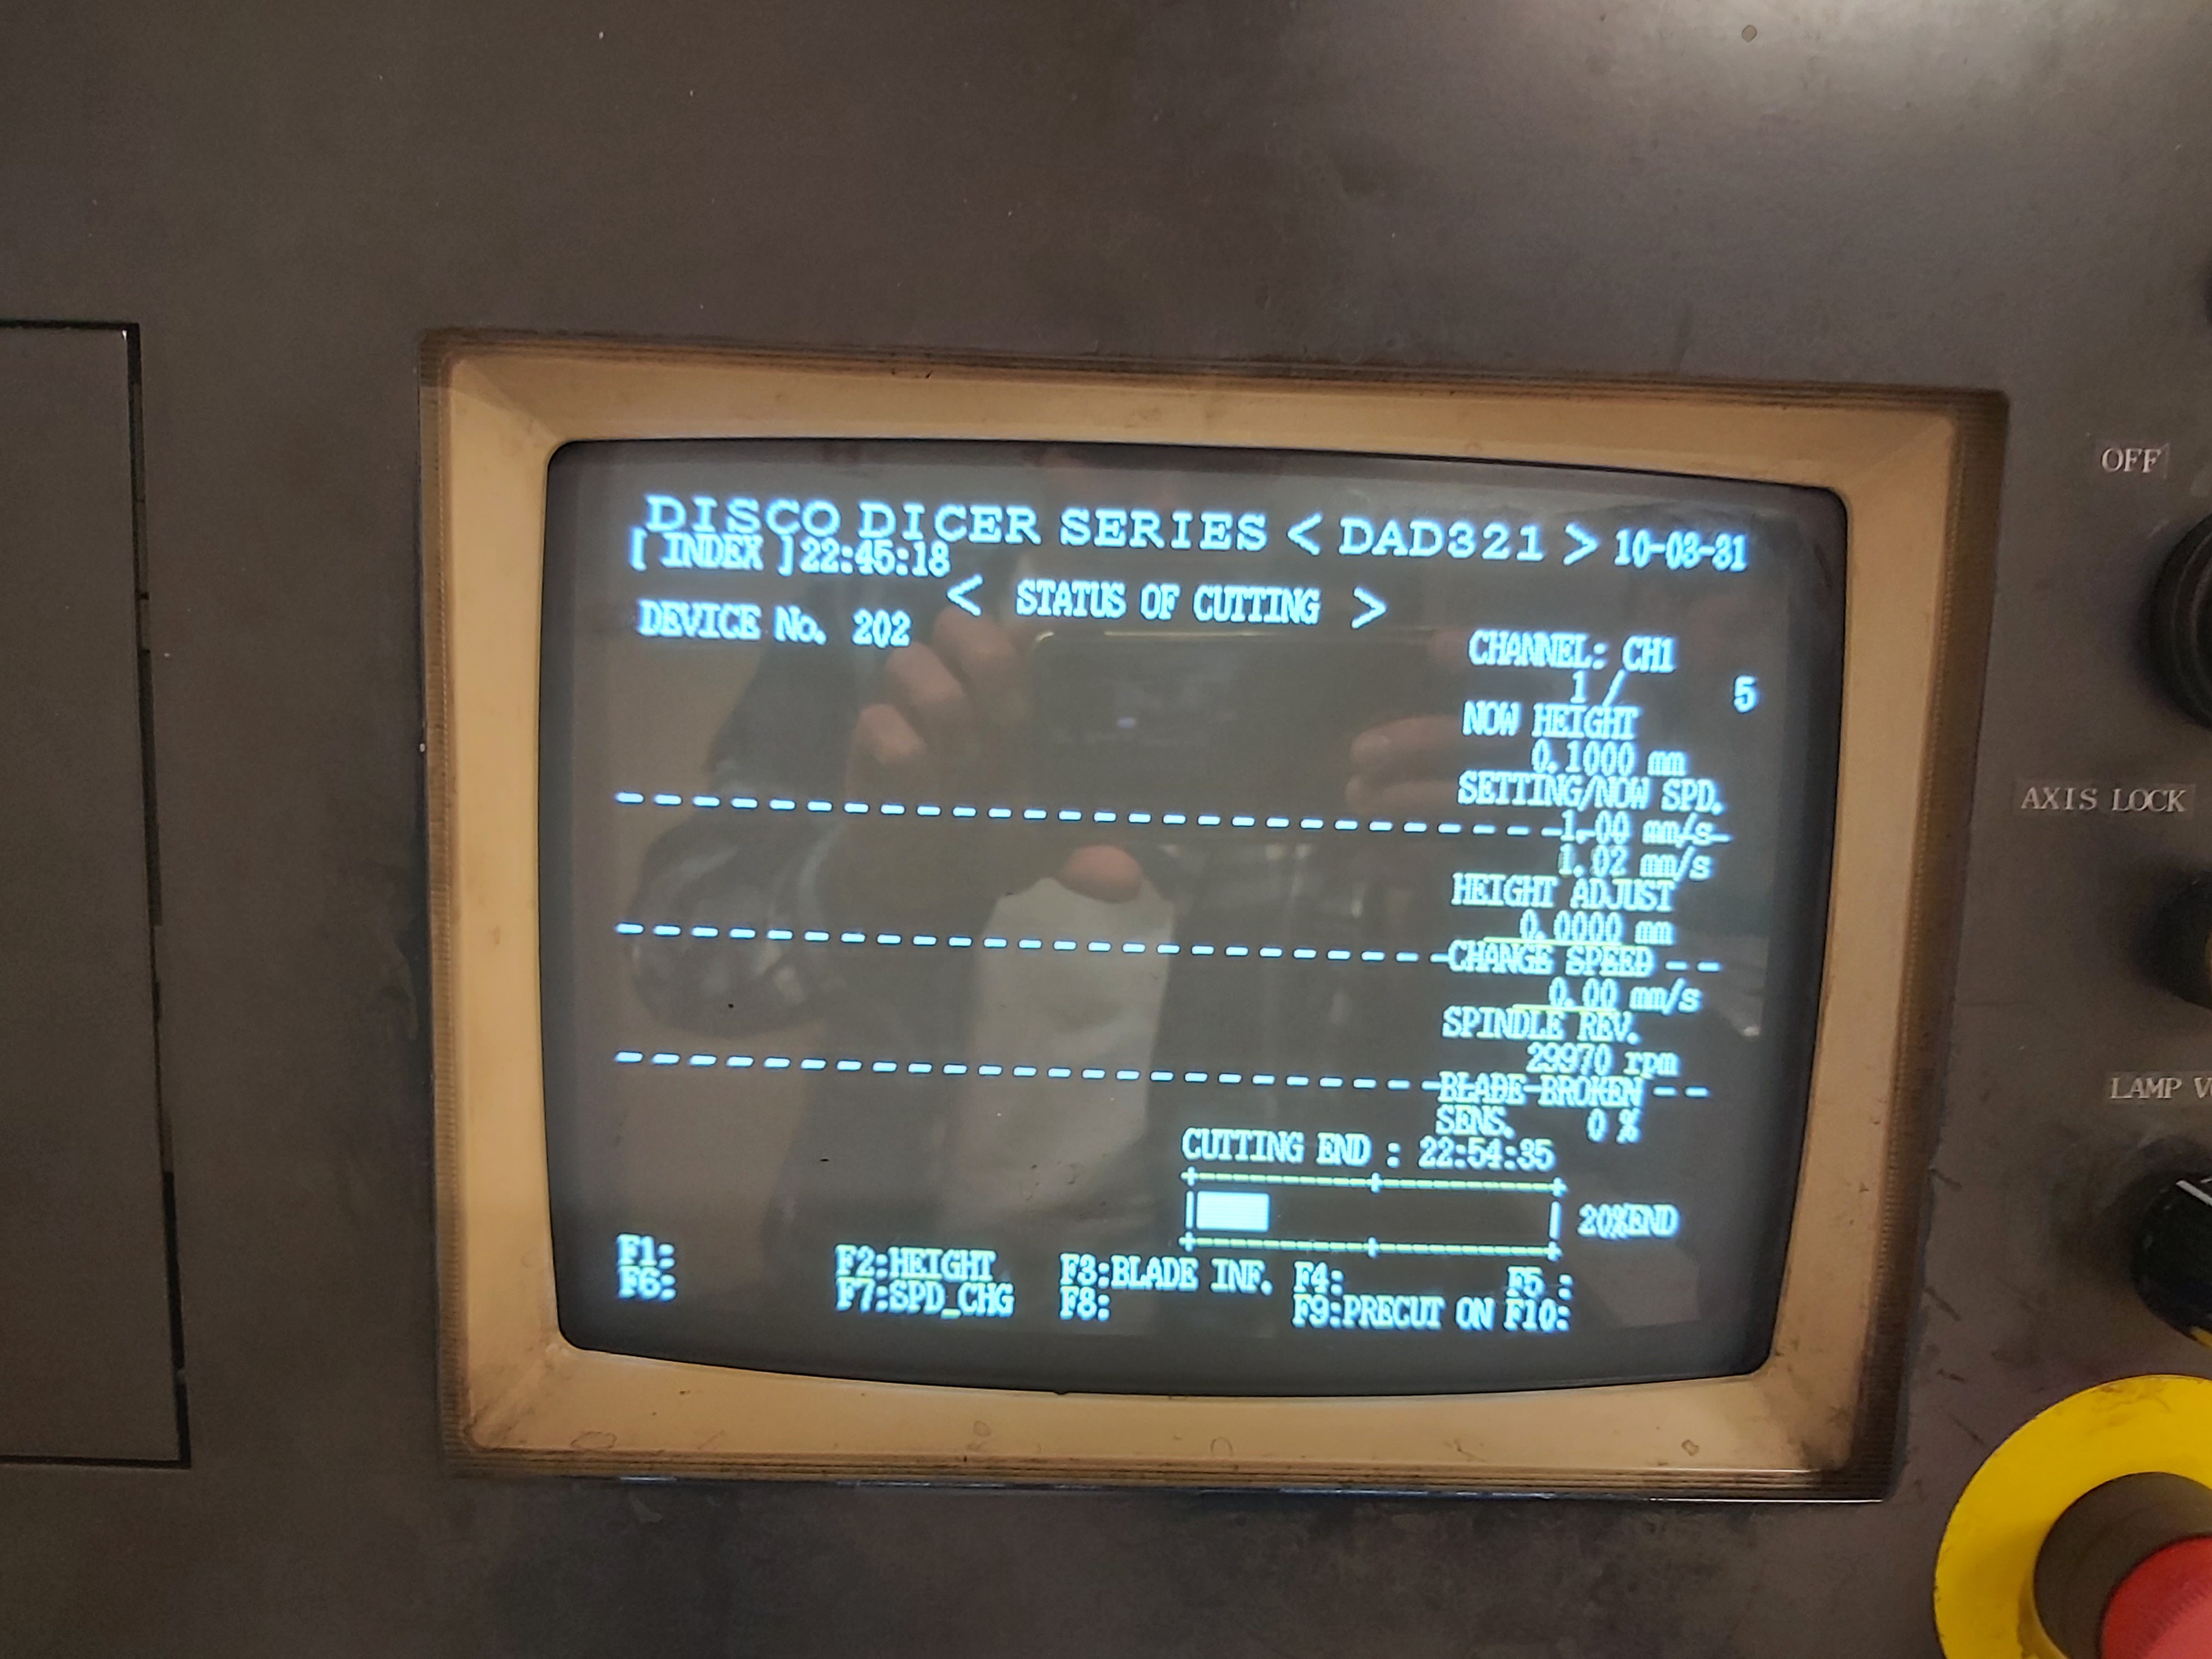 DISCO DICER SERIES < DAD321 > 10-03-31
[ INDEX ] 22:45:18
< STATUS OF CUTTING >
DEVICE No. 202
CHANNEL: CH1
1 / 5
NOW HEIGHT
0.1000 mm
SETTING/NOW SPD.
1.00 mm/s
1.02 mm/s
HEIGHT ADJUST
0.0000 mm
CHANGE SPEED
0.00 mm/s
SPINDLE REV.
29970 rpm
BLADE BROKEN
SENS. 0 %
CUTTING END : 22:54:35
20%END
F1: F2:HEIGHT F3:BLADE INF. F4: F5 :
F6: F7:SPD_CHG F8: F9:PRECUT ON F10:
OFF
AXIS LOCK
LAMP